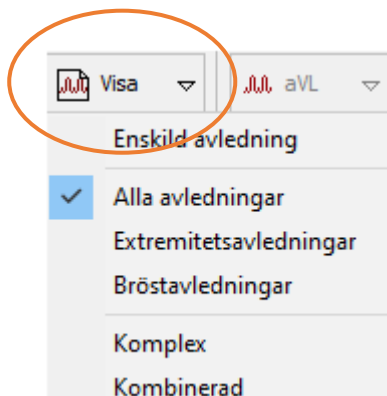 Visa aVL
Enskild avledning
Alla avledningar
Extremitetsavledningar
Bröstavledningar
Komplex
Kombinerad